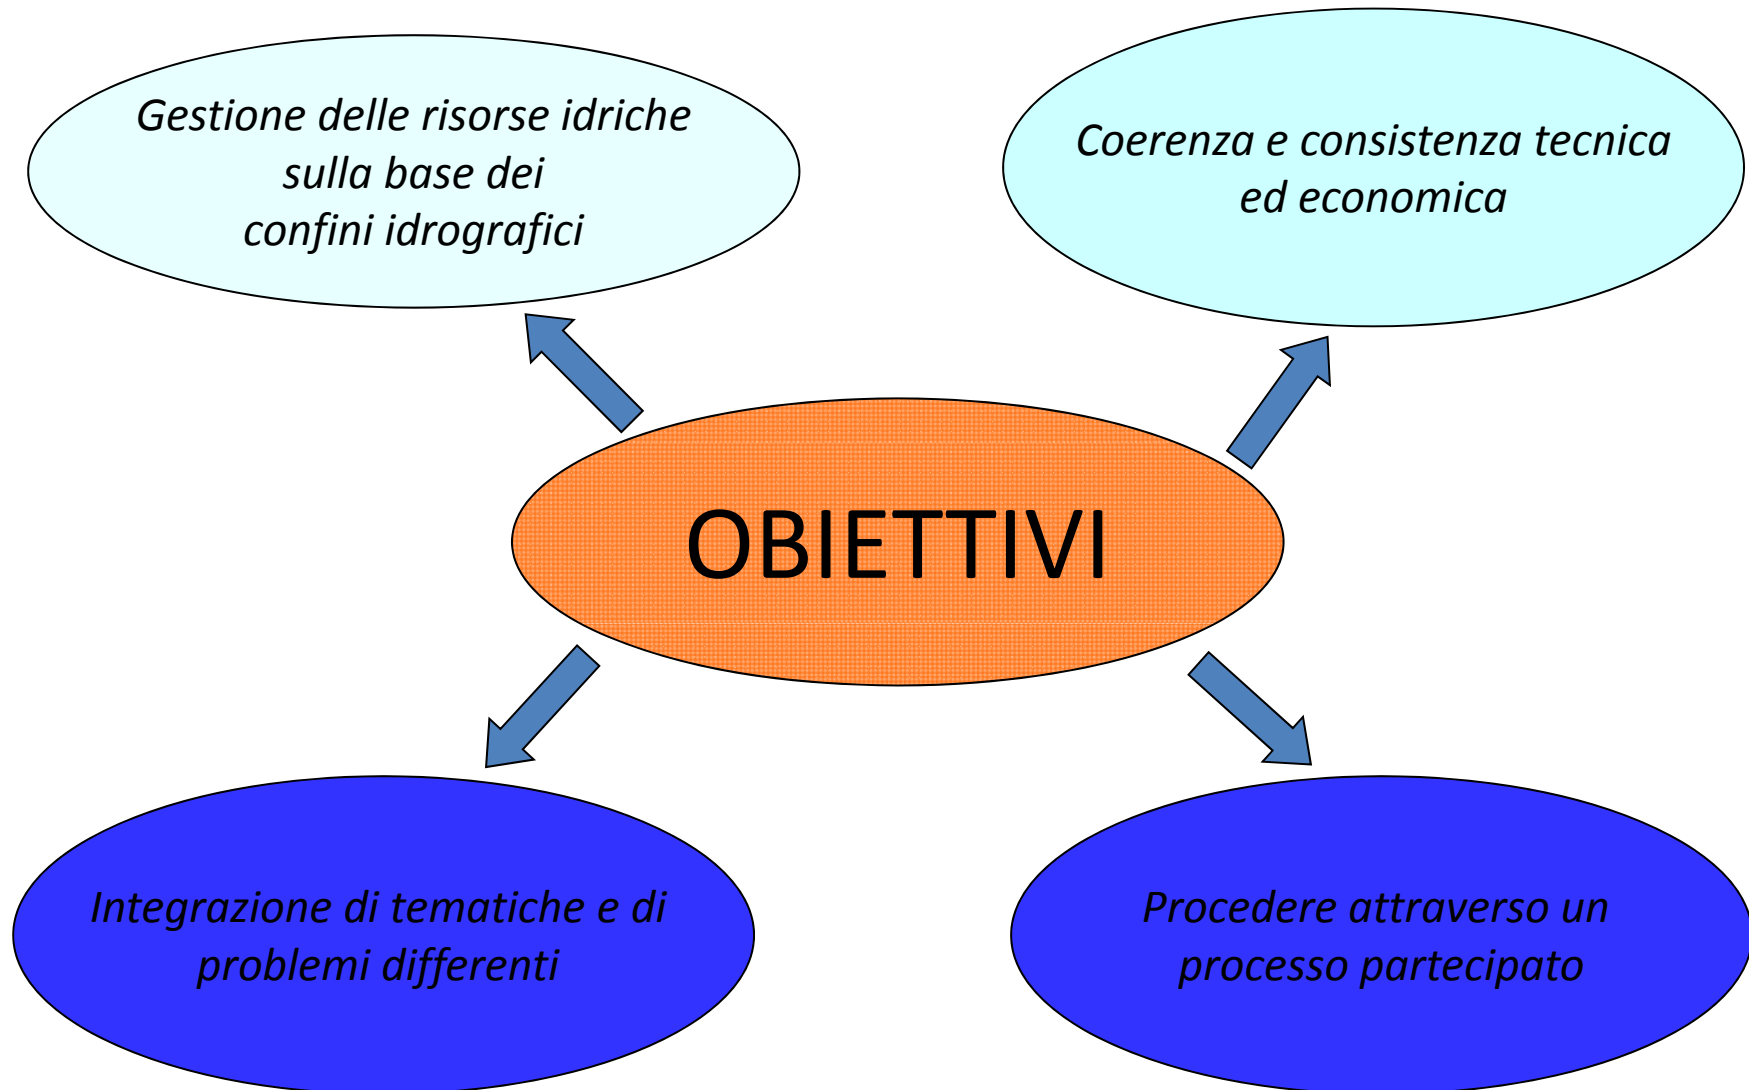 Gestione delle risorse idriche
sulla base dei
confini idrografici
Coerenza e consistenza tecnica
ed economica
OBIETTIVI
Integrazione di tematiche e di
problemi differenti
Procedere attraverso un
processo partecipato